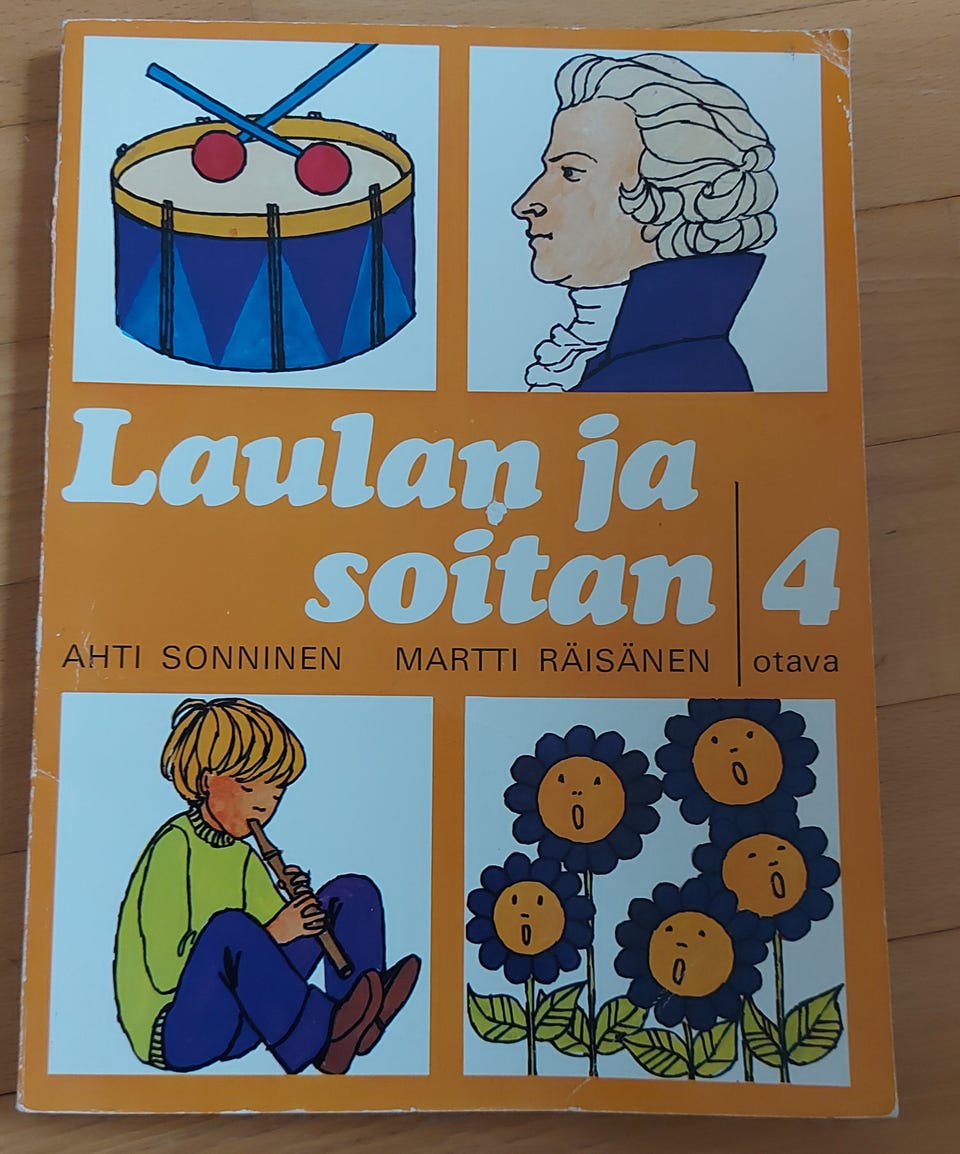 Laulan ja
soitan 4
AHTI SONNINEN MARTTI RÄISÄNEN otava